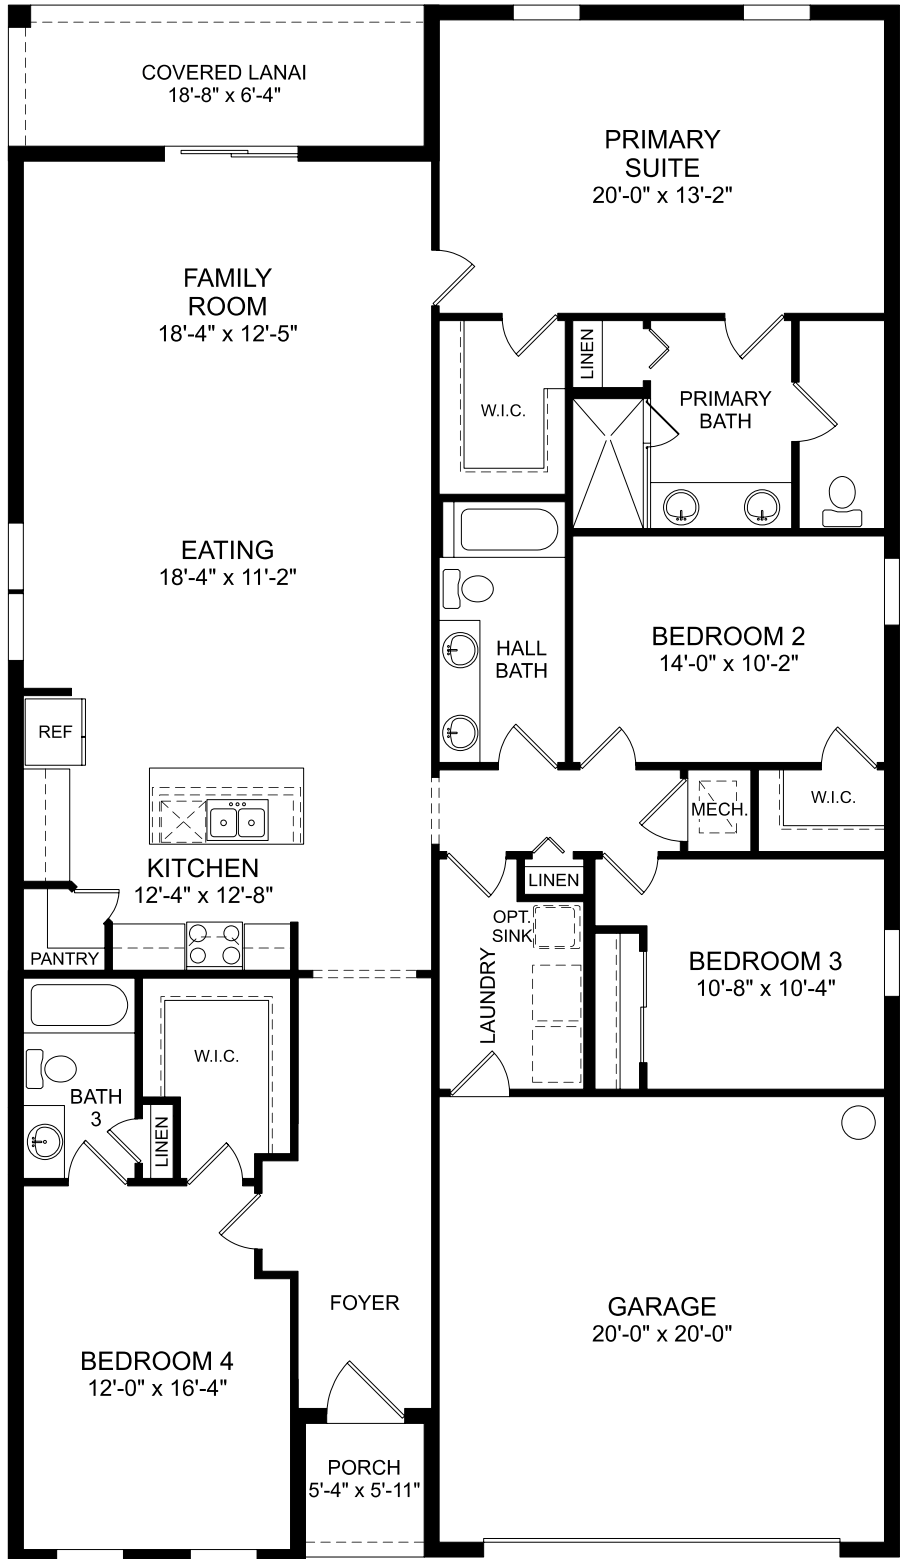 COVERED LANAI
18'-8" x 6'-4"
PRIMARY
SUITE
20'-0" x 13'-2"
FAMILY
ROOM
18'-4" x 12'-5"
W.I.C.
LINEN
PRIMARY
BATH
EATING
18'-4" x 11'-2"
HALL
BATH
BEDROOM 2
14'-0" x 10'-2"
REF
MECH.
W.I.C.
KITCHEN
12'-4" x 12'-8"
LINEN
OPT.
SINK
PANTRY
LAUNDRY
BEDROOM 3
10'-8" x 10'-4"
W.I.C.
BATH
3
LINEN
FOYER
GARAGE
20'-0" x 20'-0"
BEDROOM 4
12'-0" x 16'-4"
PORCH
5'-4" x 5'-11"